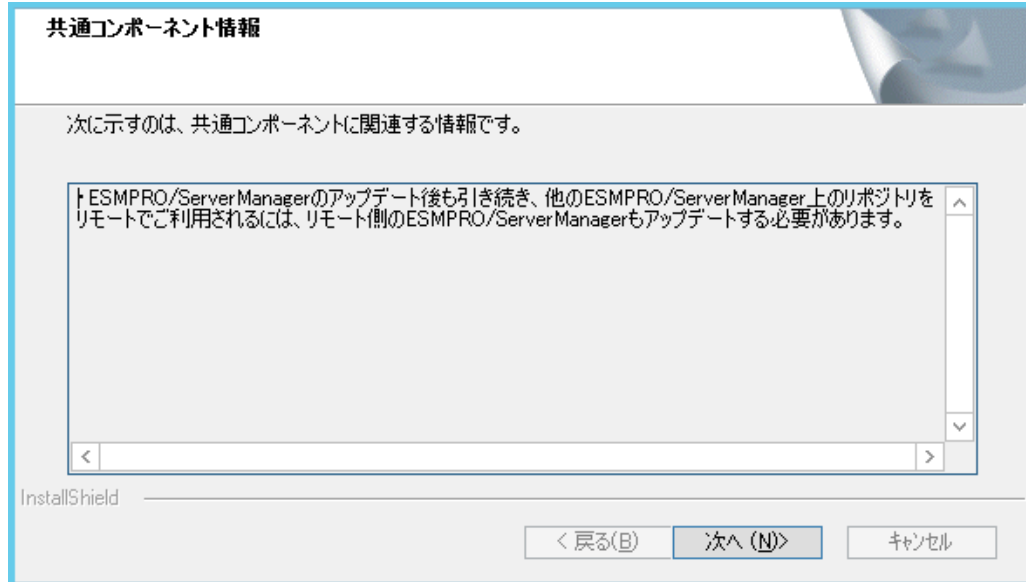 共通コンポーネント情報
次に示すのは、共通コンポーネントに関連する情報です。
ESMPRO/ServerManagerのアップデート後も引き続き、他のESMPRO/ServerManager上のリポジトリを
リモートでご利用されるには、リモート側のESMPRO/ServerManagerもアップデートする必要があります。
InstallShield
< 戻る(B)
次へ (N)>
キャンセル